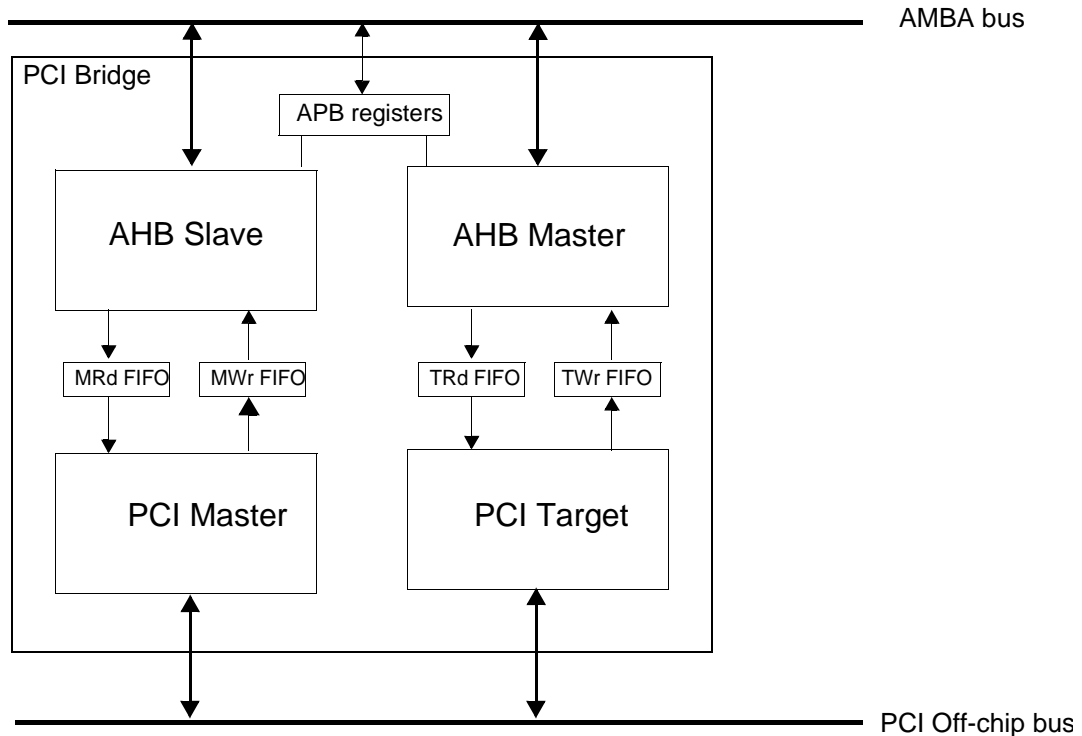 AMBA bus
PCI Bridge
APB registers
AHB Slave
AHB Master
MRd FIFO
MWr FIFO
TRd FIFO
TWr FIFO
PCI Master
PCI Target
PCI Off-chip bus